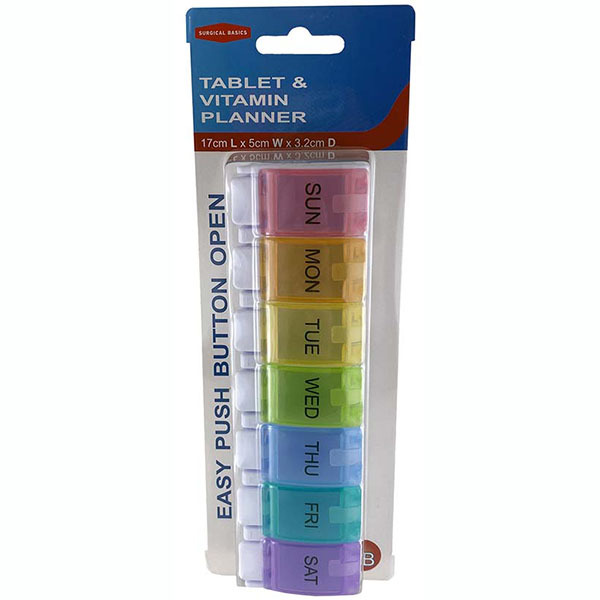 SURGICAL BASICS
TABLET &
VITAMIN
PLANNER
17cm L x 5cm W x 3.2cm D
EASY PUSH BUTTON OPEN
SUN
MON
TUE
WED
THU
FRI
SAT
B